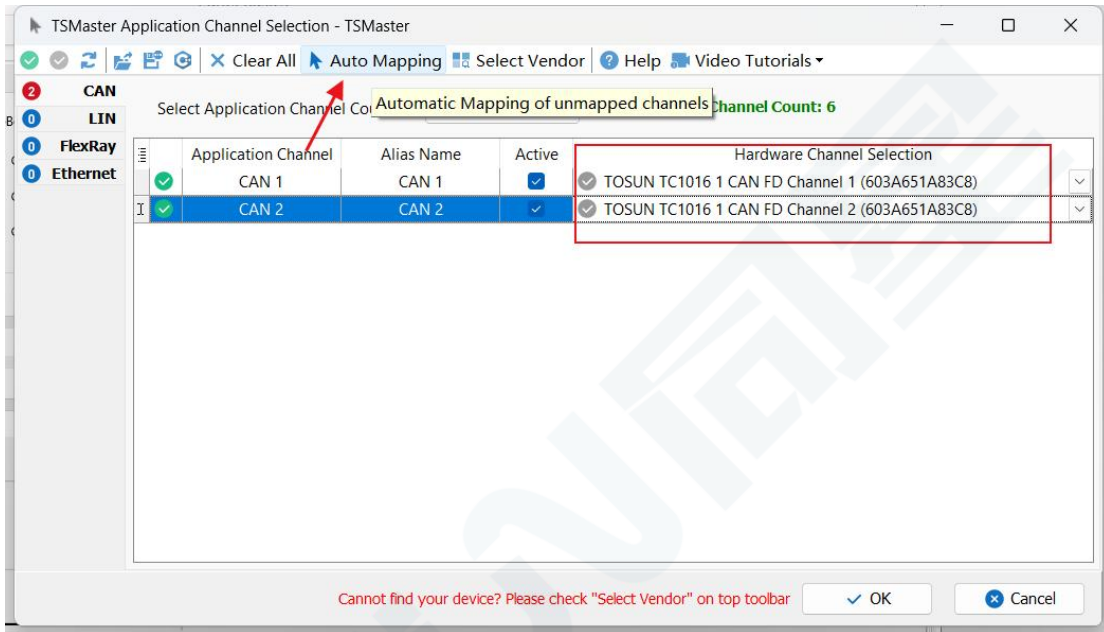 TSMaster Application Channel Selection - TSMaster
Clear All Auto Mapping Select Vendor Help Video Tutorials
2 CAN
Select Application Channel Co Automatic Mapping of unmapped channels Channel Count: 6
0 LIN
0 FlexRay
0 Ethernet
Application Channel Alias Name Active Hardware Channel Selection
CAN 1 CAN 1 TOSUN TC1016 1 CAN FD Channel 1 (603A651A83C8)
CAN 2 CAN 2 TOSUN TC1016 1 CAN FD Channel 2 (603A651A83C8)
Cannot find your device? Please check "Select Vendor" on top toolbar OK Cancel